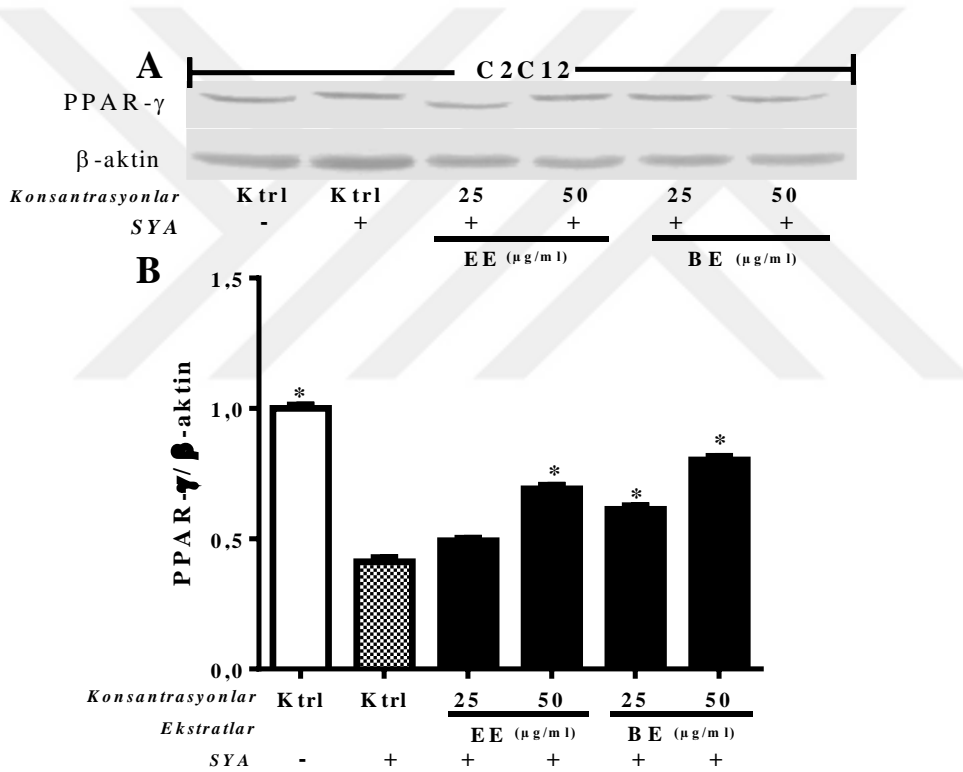 A
C2C12
PPAR-γ
β-aktin
Konsantrasyonlar Ktrl Ktrl 25 50 25 50
SYA - + + + + +
EE (µg/ml) BE (µg/ml)
B
PPAR-γ/β-aktin
1,5
*
1,0
*
*
*
0,5
0,0
Konsantrasyonlar Ktrl Ktrl 25 50 25 50
Ekstratlar EE (µg/ml) BE (µg/ml)
SYA - + + + + +